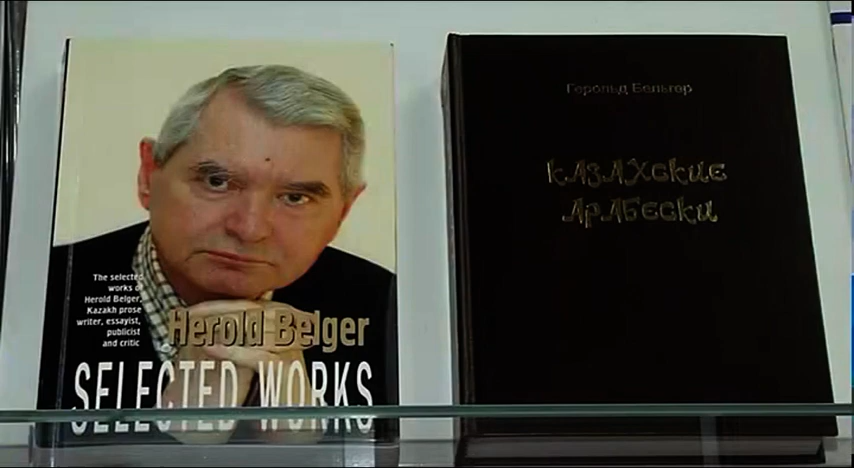 The selected
works of
Herold Belger,
Kazakh prose
writer, essayist,
publicist
and critic
Herold Belger
SELECTED WORKS
Герольд Бельгер
КАЗАХСКИЕ
АРАБЕСКИ